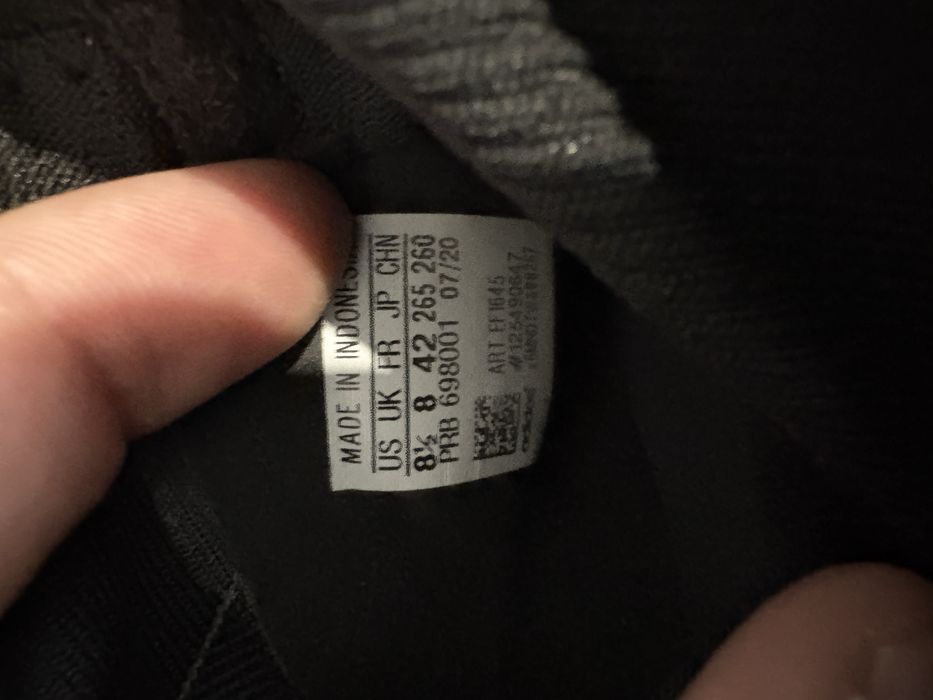 MADE IN INDONESIA
US UK FR JP CHN
8½ 8 42 265 260
PRB 698001 07/20
ART EF1645